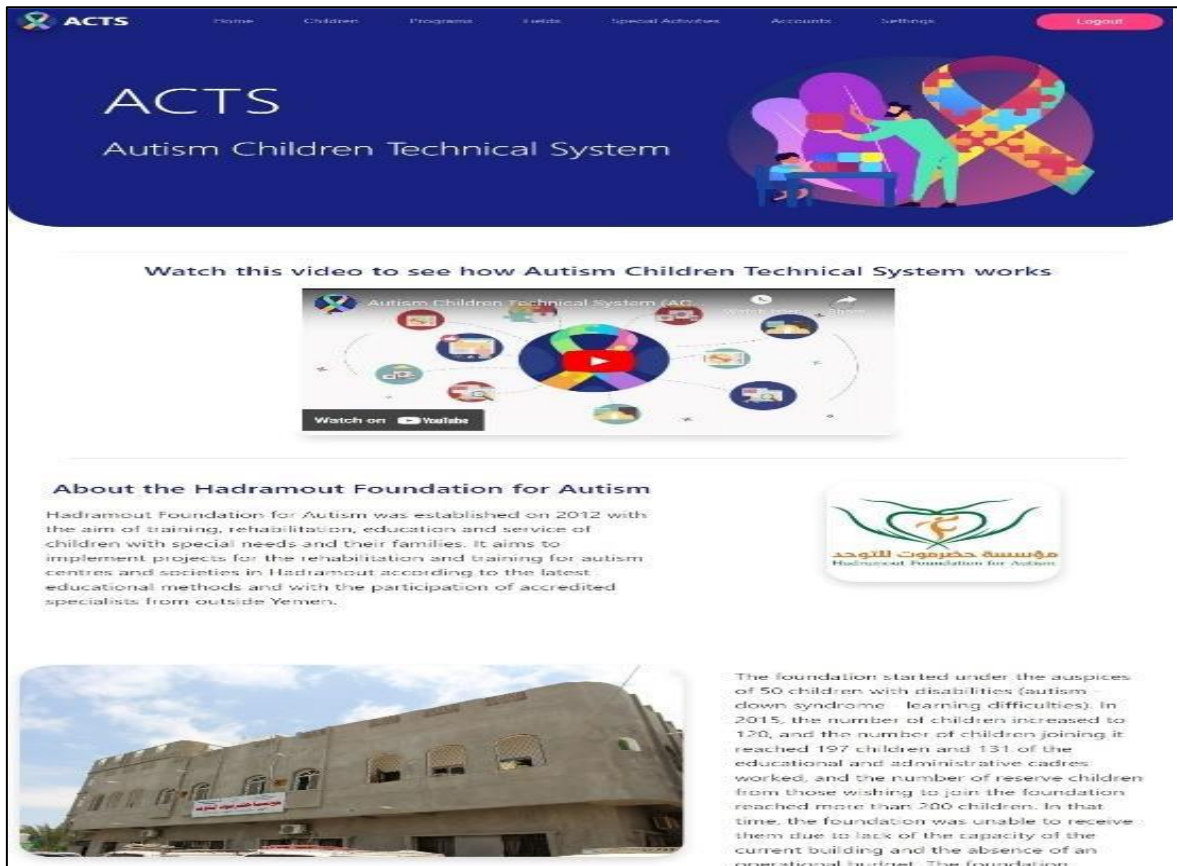 ACTS
Home Children Programs Fields Special Activities Accounts Settings Logout
ACTS
Autism Children Technical System
Watch this video to see how Autism Children Technical System works
Autism Children Technical System (AC...
Share
Watch on YouTube
About the Hadramout Foundation for Autism
Hadramout Foundation for Autism was established on 2012 with
the aim of training, rehabilitation, education and service of
children with special needs and their families. It aims to
implement projects for the rehabilitation and training for autism
centres and societies in Hadramout according to the latest
educational methods and with the participation of accredited
specialists from outside Yemen.
مؤسسة حضرموت للتوحد
Hadramout Foundation for Autism
The foundation started under the auspices
of 50 children with disabilities (autism -
down syndrome - learning difficulties). In
2015, the number of children increased to
120, and the number of children joining it
reached 197 children and 131 of the
educational and administrative cadres
worked, and the number of reserve children
from those wishing to join the foundation
reached more than 200 children. In that
time, the foundation was unable to receive
them due to lack of the capacity of the
current building and the absence of an
operational budget. The foundation